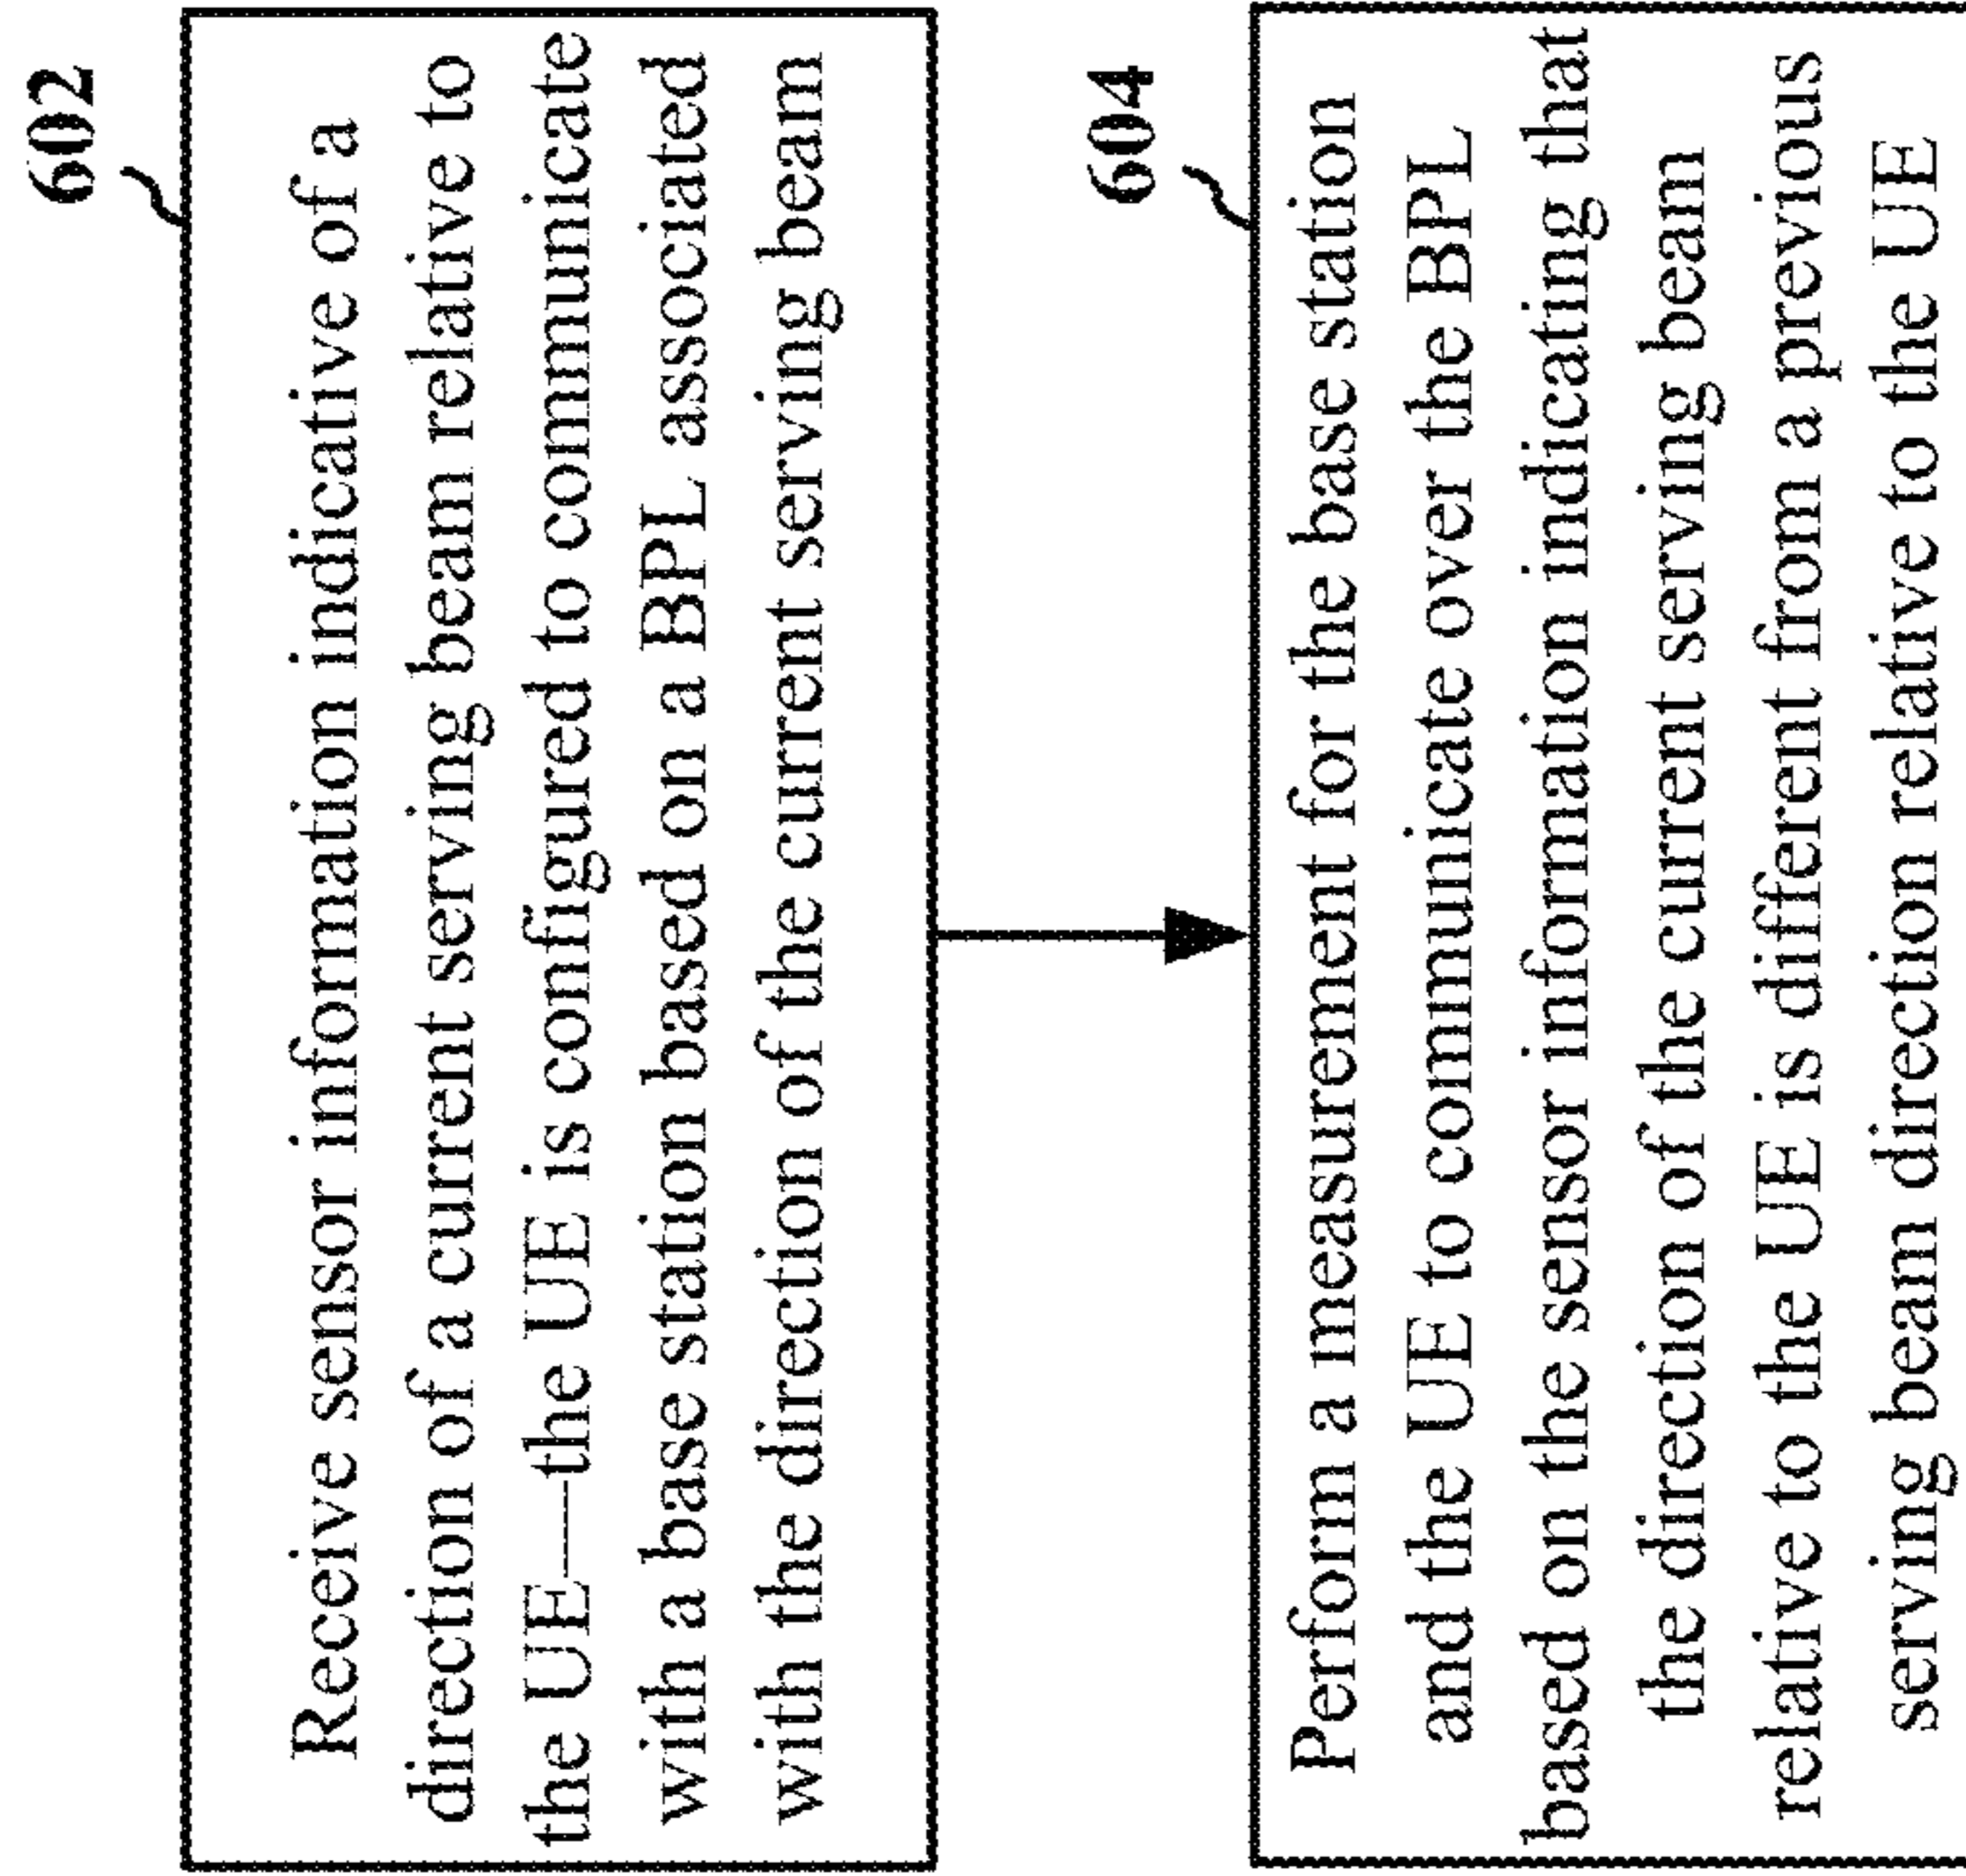 602
Receive sensor information indicative of a
direction of a current serving beam relative to
the UE—the UE is configured to communicate
with a base station based on a BPL associated
with the direction of the current serving beam
604
Perform a measurement for the base station
and the UE to communicate over the BPL
based on the sensor information indicating that
the direction of the current serving beam
relative to the UE is different from a previous
serving beam direction relative to the UE